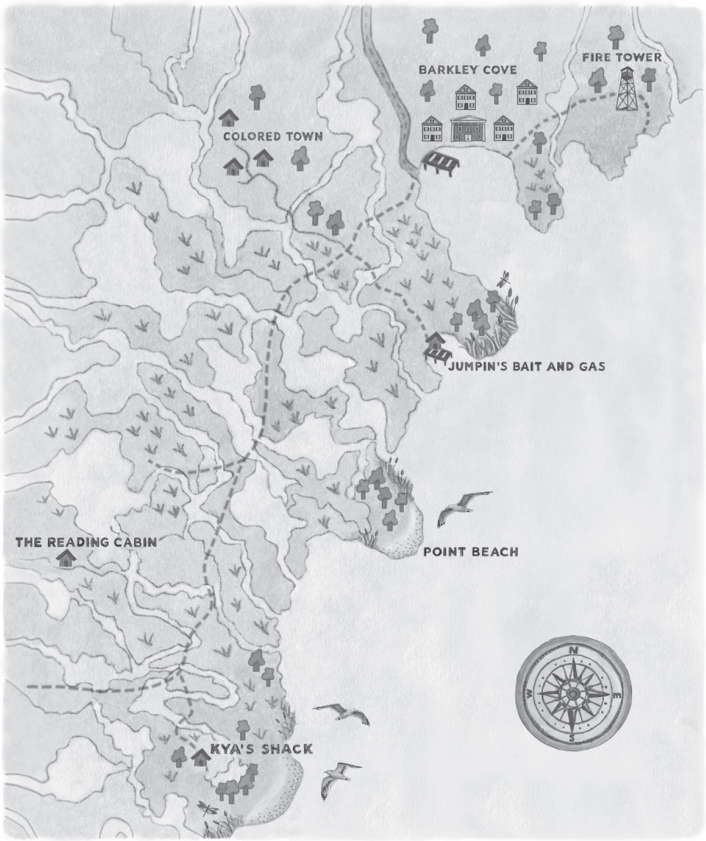 FIRE TOWER
BARKLEY COVE
COLORED TOWN
JUMPIN'S BAIT AND GAS
THE READING CABIN
POINT BEACH
N
W
E
S
KYA'S SHACK